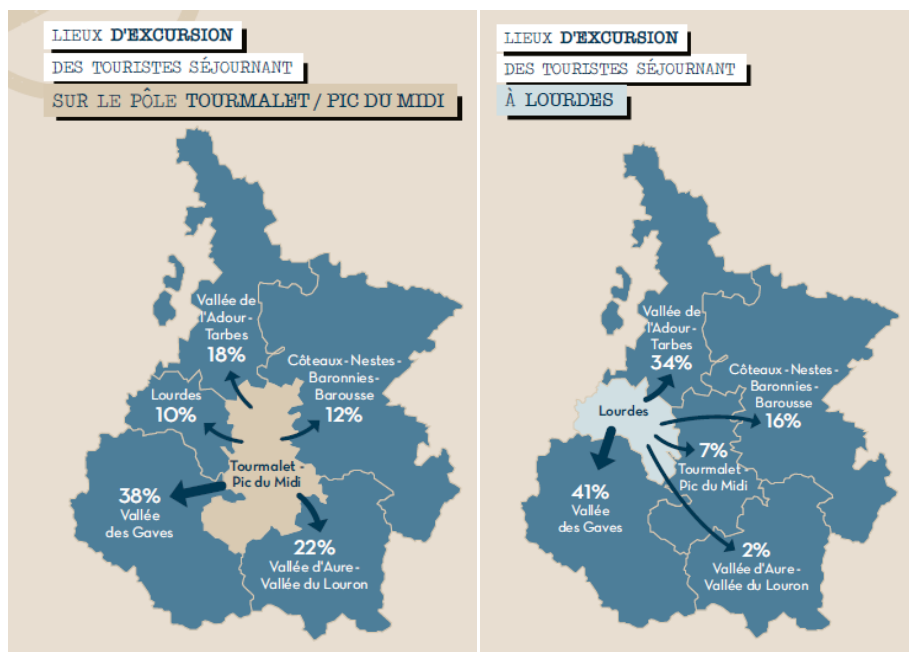 LIEUX D'EXCURSION
DES TOURISTES SÉJOURNANT
SUR LE PÔLE TOURMALET / PIC DU MIDI
Vallée de
l'Adour-
Tarbes
18%
Côteaux-Nestes-
Baronnies-
Barousse
12%
Lourdes
10%
Tourmalet -
Pic du Midi
38%
Vallée
des Gaves
22%
Vallée d'Aure-
Vallée du Louron
LIEUX D'EXCURSION
DES TOURISTES SÉJOURNANT
À LOURDES
Vallée de
l'Adour-
Tarbes
34%
Côteaux-Nestes-
Baronnies-
Barousse
16%
Lourdes
7%
Tourmalet
Pic du Midi
41%
Vallée
des Gaves
2%
Vallée d'Aure-
Vallée du Louron